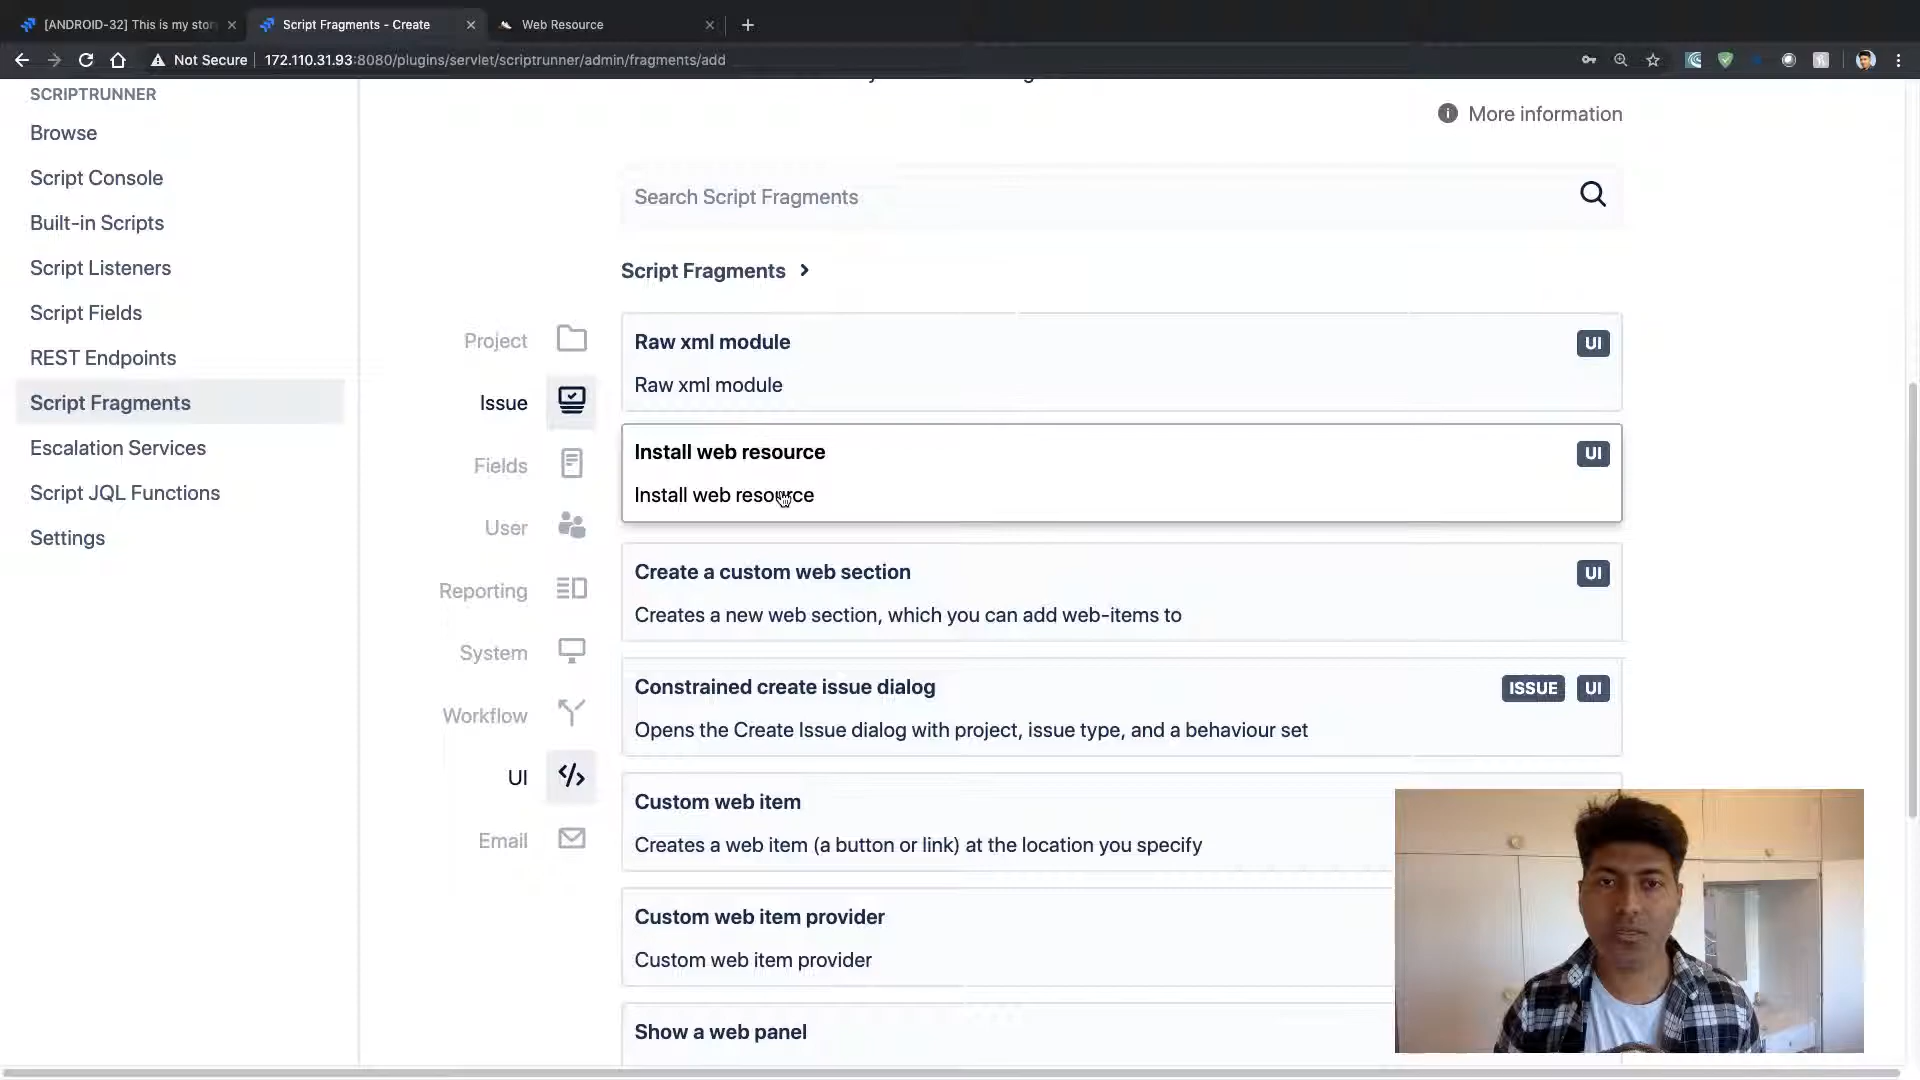 [ANDROID-32] This is my stor
Script Fragments - Create
Web Resource
Not Secure
172.110.31.93:8080/plugins/servlet/scriptrunner/admin/fragments/add
SCRIPTRUNNER
Browse
Script Console
Built-in Scripts
Script Listeners
Script Fields
REST Endpoints
Script Fragments
Escalation Services
Script JQL Functions
Settings
More information
Search Script Fragments
Script Fragments
Project
Issue
Fields
User
Reporting
System
Workflow
UI
Email
Raw xml module
UI
Raw xml module
Install web resource
UI
Install web resource
Create a custom web section
UI
Creates a new web section, which you can add web-items to
Constrained create issue dialog
ISSUE UI
Opens the Create Issue dialog with project, issue type, and a behaviour set
Custom web item
Creates a web item (a button or link) at the location you specify
Custom web item provider
Custom web item provider
Show a web panel